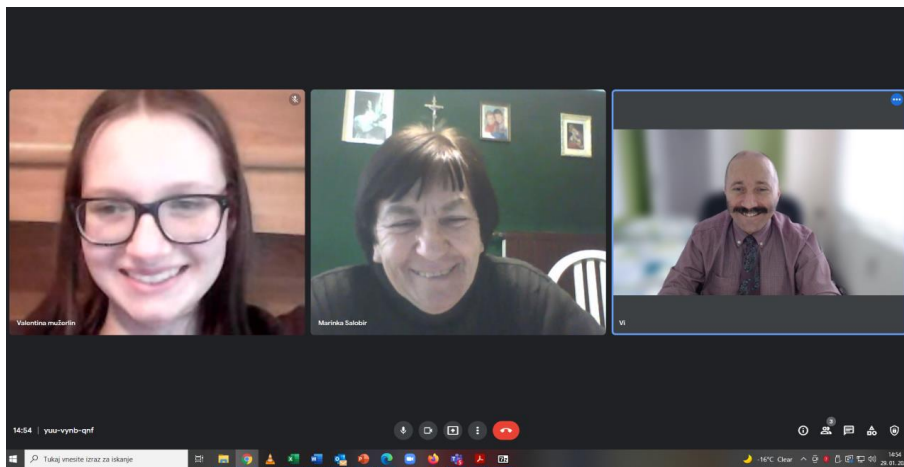 Valentina mužerlin
Marinka Salobir
Vi
14:54 | yuu-vynb-qnf
3
Tukaj vnesite izraz za iskanje
-16°C Clear
14:54
29. 01. 20